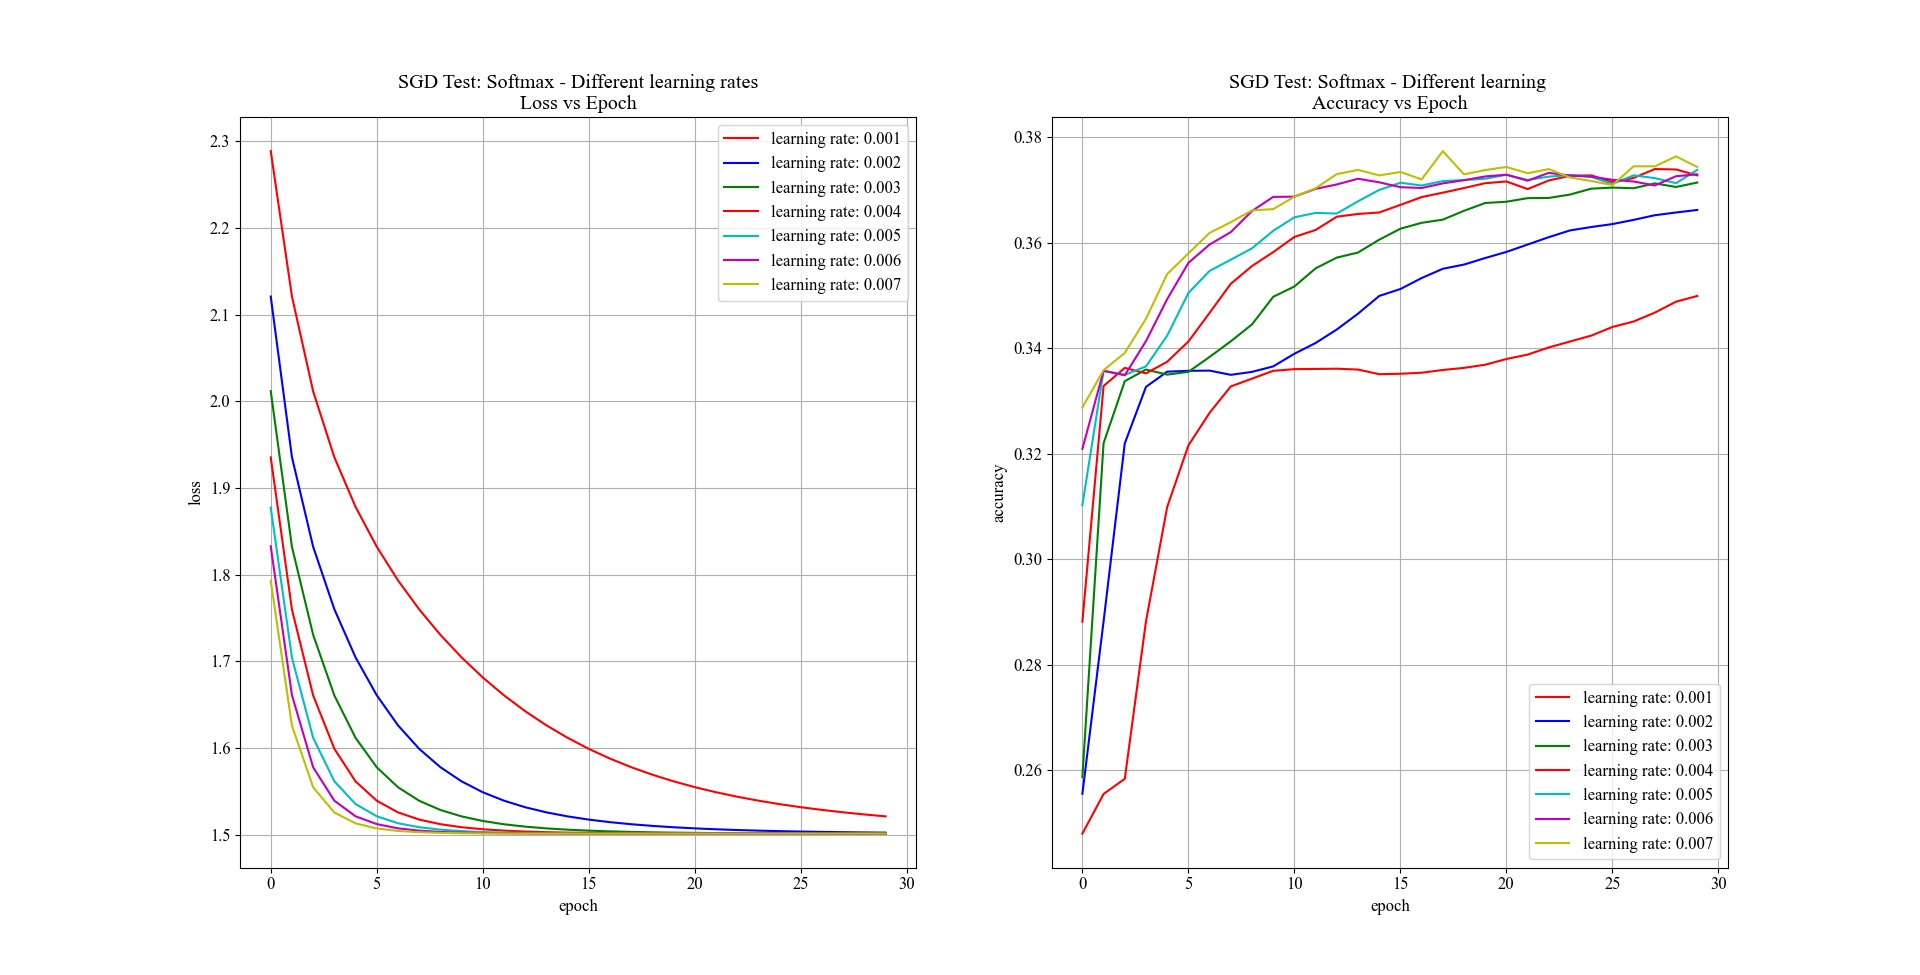 SGD Test: Softmax - Different learning rates
Loss vs Epoch
2.3
2.2
2.1
2.0
1.9
1.8
1.7
1.6
1.5
loss
0 5 10 15 20 25 30
epoch
learning rate: 0.001
learning rate: 0.002
learning rate: 0.003
learning rate: 0.004
learning rate: 0.005
learning rate: 0.006
learning rate: 0.007
SGD Test: Softmax - Different learning
Accuracy vs Epoch
0.38
0.36
0.34
0.32
0.30
0.28
0.26
accuracy
0 5 10 15 20 25 30
epoch
learning rate: 0.001
learning rate: 0.002
learning rate: 0.003
learning rate: 0.004
learning rate: 0.005
learning rate: 0.006
learning rate: 0.007